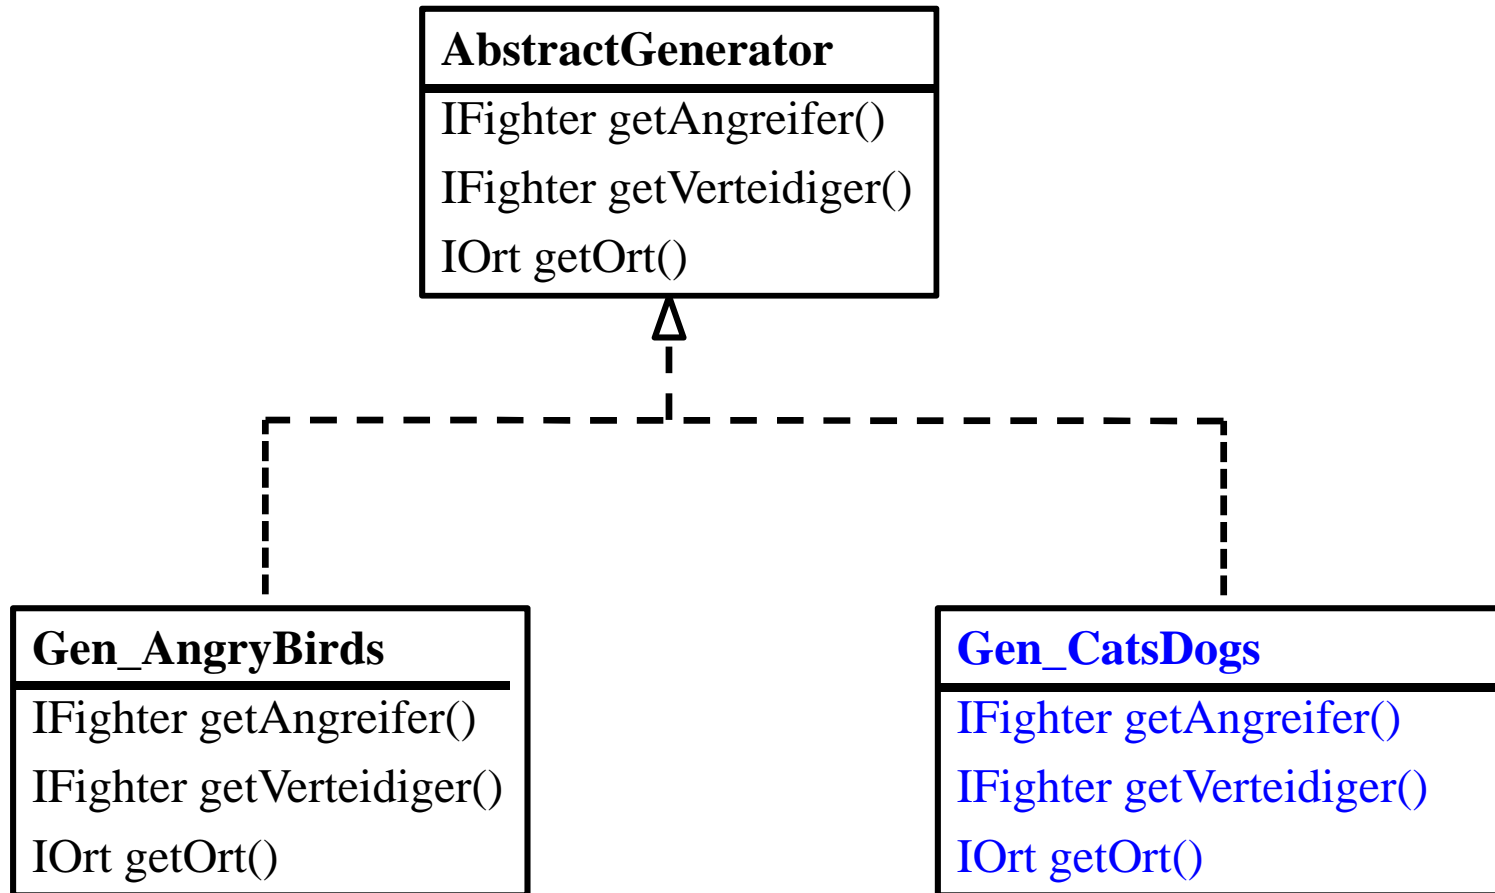 AbstractGenerator
IFighter getAngreifer()
IFighter getVerteidiger()
IOrt getOrt()
Gen_AngryBirds
IFighter getAngreifer()
IFighter getVerteidiger()
IOrt getOrt()
Gen_CatsDogs
IFighter getAngreifer()
IFighter getVerteidiger()
IOrt getOrt()